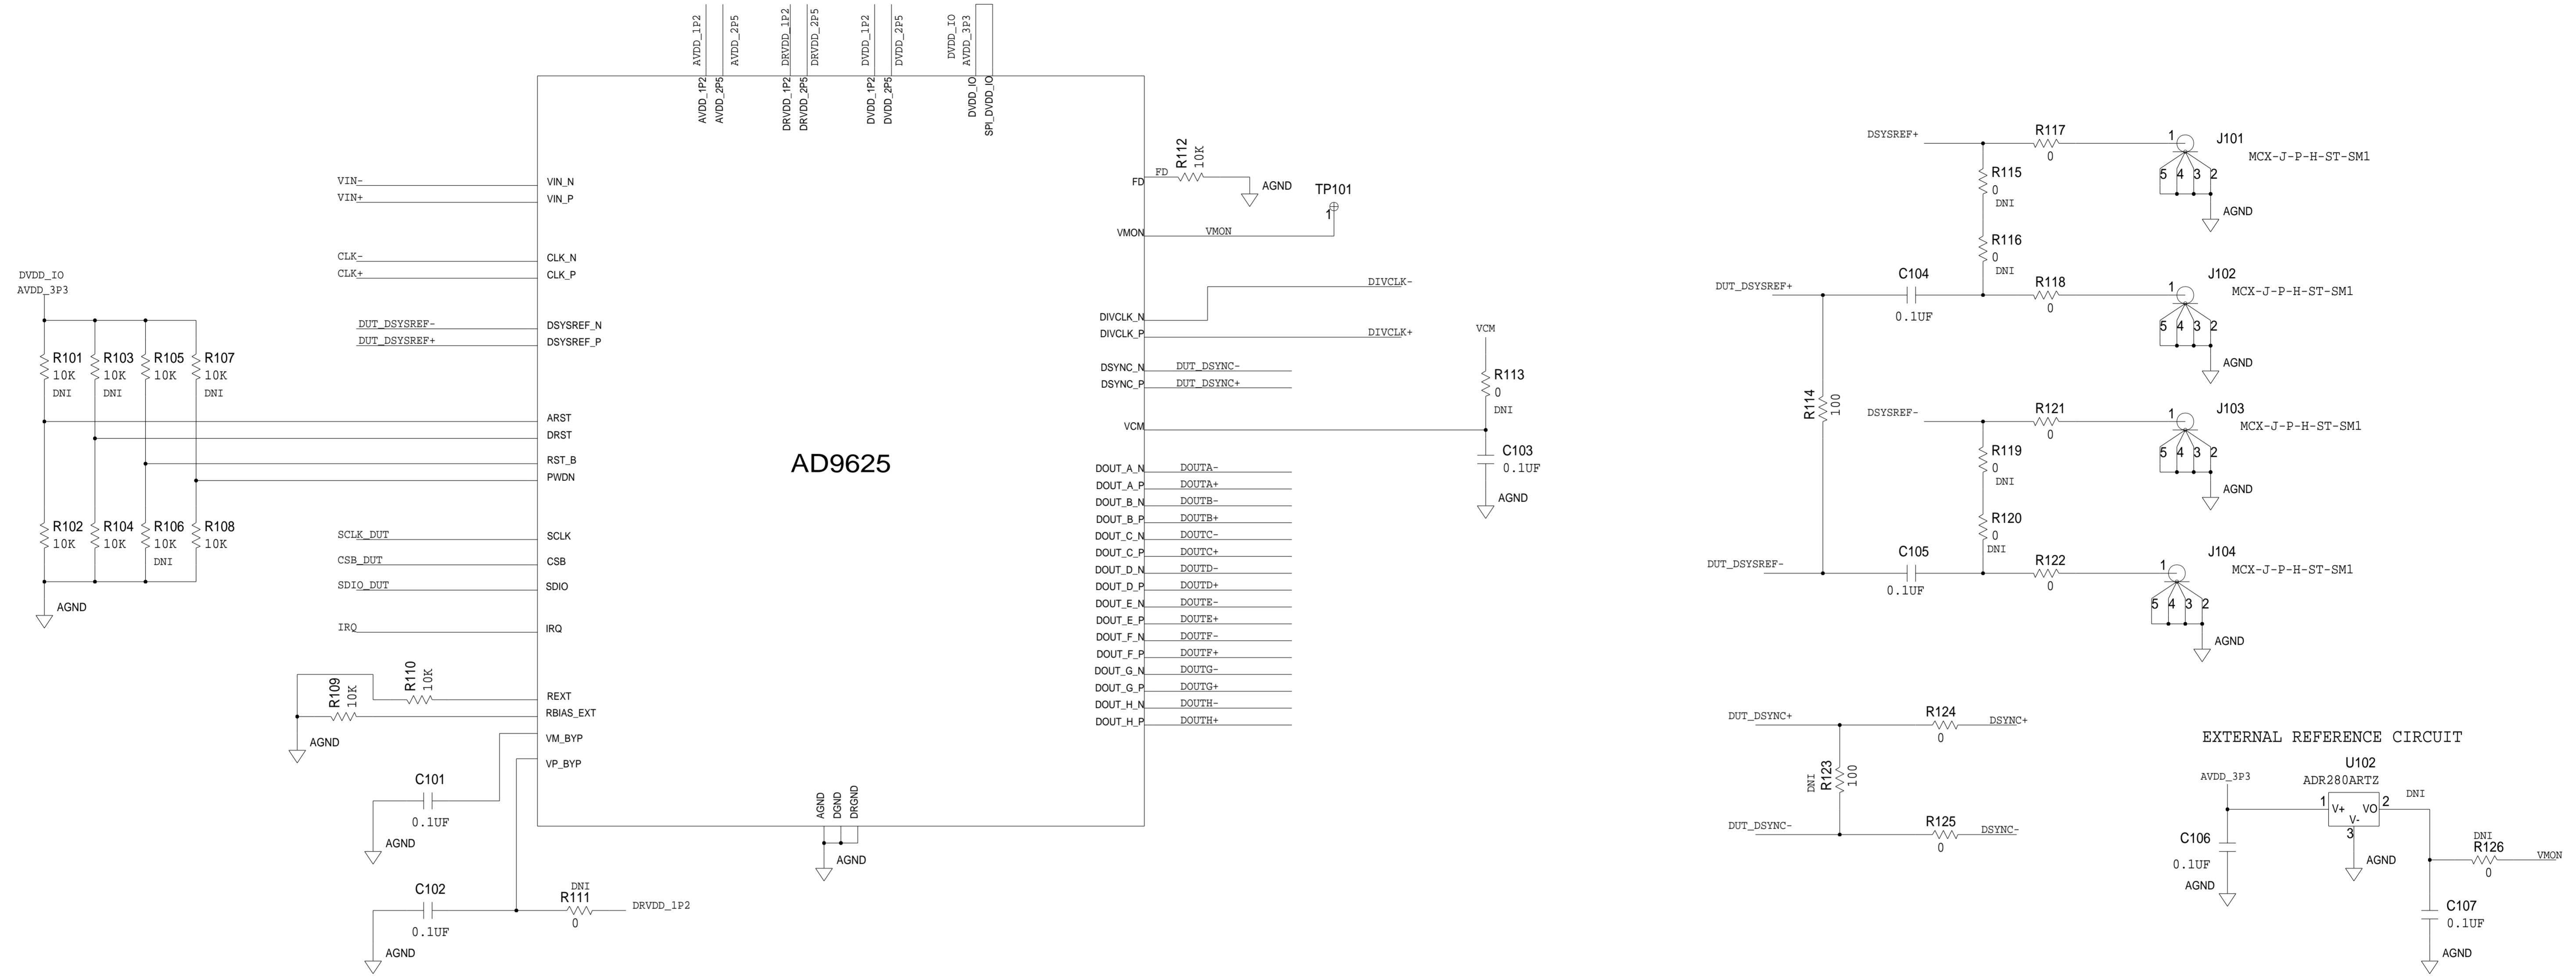 AVDD_1P2
AVDD_2P5
DRVDD_1P2
DRVDD_2P5
DVDD_1P2
DVDD_2P5
DVDD_IO
AVDD_3P3
AVDD_1P2
AVDD_2P5
DRVDD_1P2
DRVDD_2P5
DVDD_1P2
DVDD_2P5
DVDD_IO
SPI_DVDD_IO
VIN-
VIN_N
VIN+
VIN_P
CLK-
CLK_N
CLK+
CLK_P
DUT_DSYSREF-
DSYSREF_N
DUT_DSYSREF+
DSYSREF_P
DVDD_IO
AVDD_3P3
R101
10K
DNI
R103
10K
DNI
R105
10K
R107
10K
DNI
ARST
DRST
RST_B
PWDN
R102
10K
R104
10K
R106
10K
DNI
R108
10K
AGND
SCLK_DUT
SCLK
CSB_DUT
CSB
SDIO_DUT
SDIO
IRQ
IRQ
R109
10K
R110
10K
REXT
RBIAS_EXT
AGND
VM_BYP
VP_BYP
C101
0.1UF
AGND
C102
0.1UF
AGND
DNI
R111
0
DRVDD_1P2
AD9625
AGND
DGND
DRGND
AGND
FD
FD
R112
10K
AGND
TP101
1
VMON
VMON
DIVCLK_N
DIVCLK-
DIVCLK_P
DIVCLK+
DSYNC_N
DUT_DSYNC-
DSYNC_P
DUT_DSYNC+
VCM
VCM
R113
0
DNI
C103
0.1UF
AGND
DOUT_A_N
DOUTA-
DOUT_A_P
DOUTA+
DOUT_B_N
DOUTB-
DOUT_B_P
DOUTB+
DOUT_C_N
DOUTC-
DOUT_C_P
DOUTC+
DOUT_D_N
DOUTD-
DOUT_D_P
DOUTD+
DOUT_E_N
DOUTE-
DOUT_E_P
DOUTE+
DOUT_F_N
DOUTF-
DOUT_F_P
DOUTF+
DOUT_G_N
DOUTG-
DOUT_G_P
DOUTG+
DOUT_H_N
DOUTH-
DOUT_H_P
DOUTH+
DSYSREF+
R117
0
1
J101
MCX-J-P-H-ST-SM1
5 4 3 2
AGND
R115
0
DNI
R116
0
DNI
DUT_DSYSREF+
C104
0.1UF
R118
0
1
J102
MCX-J-P-H-ST-SM1
5 4 3 2
AGND
R114
100
DSYSREF-
R121
0
1
J103
MCX-J-P-H-ST-SM1
5 4 3 2
AGND
R119
0
DNI
R120
0
DNI
DUT_DSYSREF-
C105
0.1UF
R122
0
1
J104
MCX-J-P-H-ST-SM1
5 4 3 2
AGND
DUT_DSYNC+
R124
0
DSYNC+
DNI
R123
100
DUT_DSYNC-
R125
0
DSYNC-
EXTERNAL REFERENCE CIRCUIT
U102
ADR280ARTZ
AVDD_3P3
1
V+
VO
2
V-
3
DNI
AGND
C106
0.1UF
AGND
DNI
R126
0
VMON
C107
0.1UF
AGND